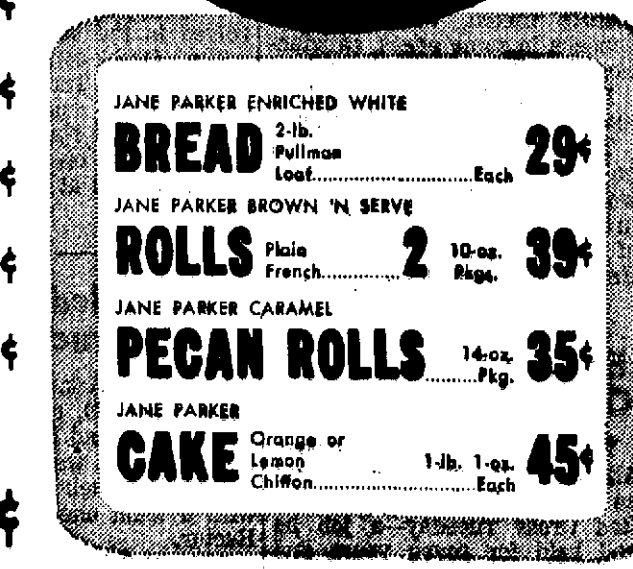 ¢
¢
¢
¢
¢
¢
JANE PARKER ENRICHED WHITE
BREAD 2-lb. Pullman Loaf..............................Each 29¢
JANE PARKER BROWN 'N SERVE
ROLLS Plain French.............. 2 10-oz. Pkgs. 39¢
JANE PARKER CARAMEL
PECAN ROLLS ..........14-oz. Pkg. 35¢
JANE PARKER
CAKE Orange or Lemon Chiffon..............................1-lb. 1-oz. Each 45¢